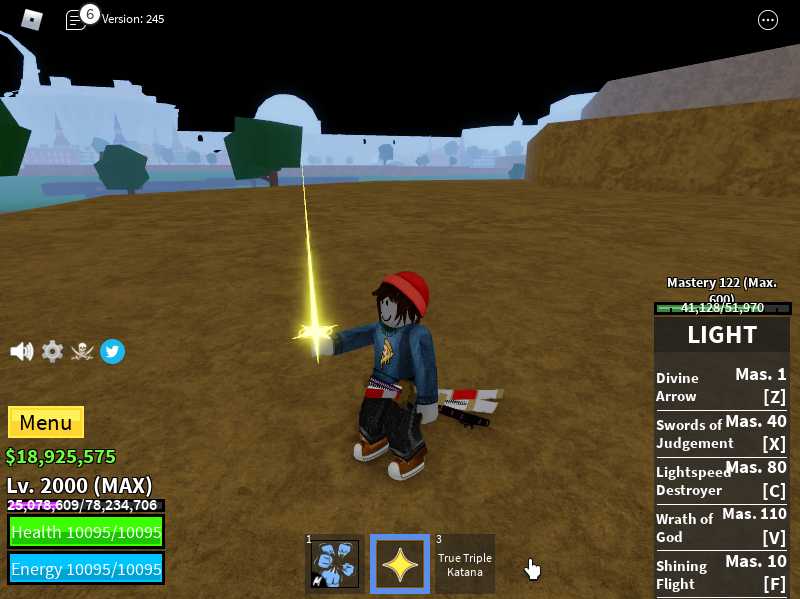 6
Version: 245
Mastery 122 (Max.
600)
41,128/51,970
LIGHT
Divine
Arrow
Mas. 1
[Z]
Swords of
Judgement
Mas. 40
[X]
Lightspeed
Destroyer
Mas. 80
[C]
Wrath of
God
Mas. 110
[V]
Shining
Flight
Mas. 10
[F]
Menu
$18,925,575
Lv. 2000 (MAX)
25,078,609/78,234,706
Health 10095/10095
Energy 10095/10095
1
3
True Triple
Katana